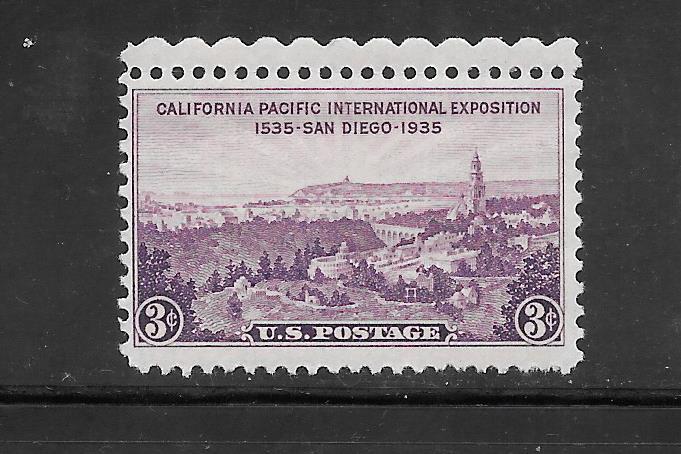 CALIFORNIA PACIFIC INTERNATIONAL EXPOSITION
1535-SAN DIEGO-1935
3¢ U.S. POSTAGE 3¢